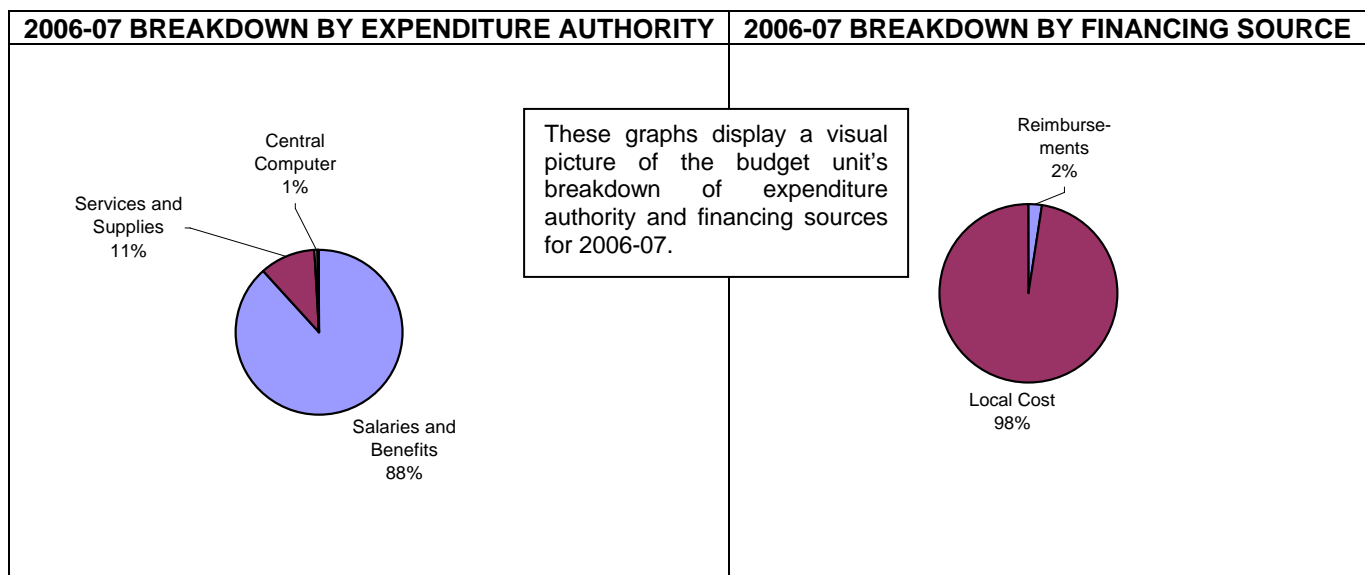 2006-07 BREAKDOWN BY EXPENDITURE AUTHORITY
2006-07 BREAKDOWN BY FINANCING SOURCE
Central
Computer
1%
Services and
Supplies
11%
Salaries and
Benefits
88%
These graphs display a visual
picture of the budget unit's
breakdown of expenditure
authority and financing sources
for 2006-07.
Reimburse-
ments
2%
Local Cost
98%